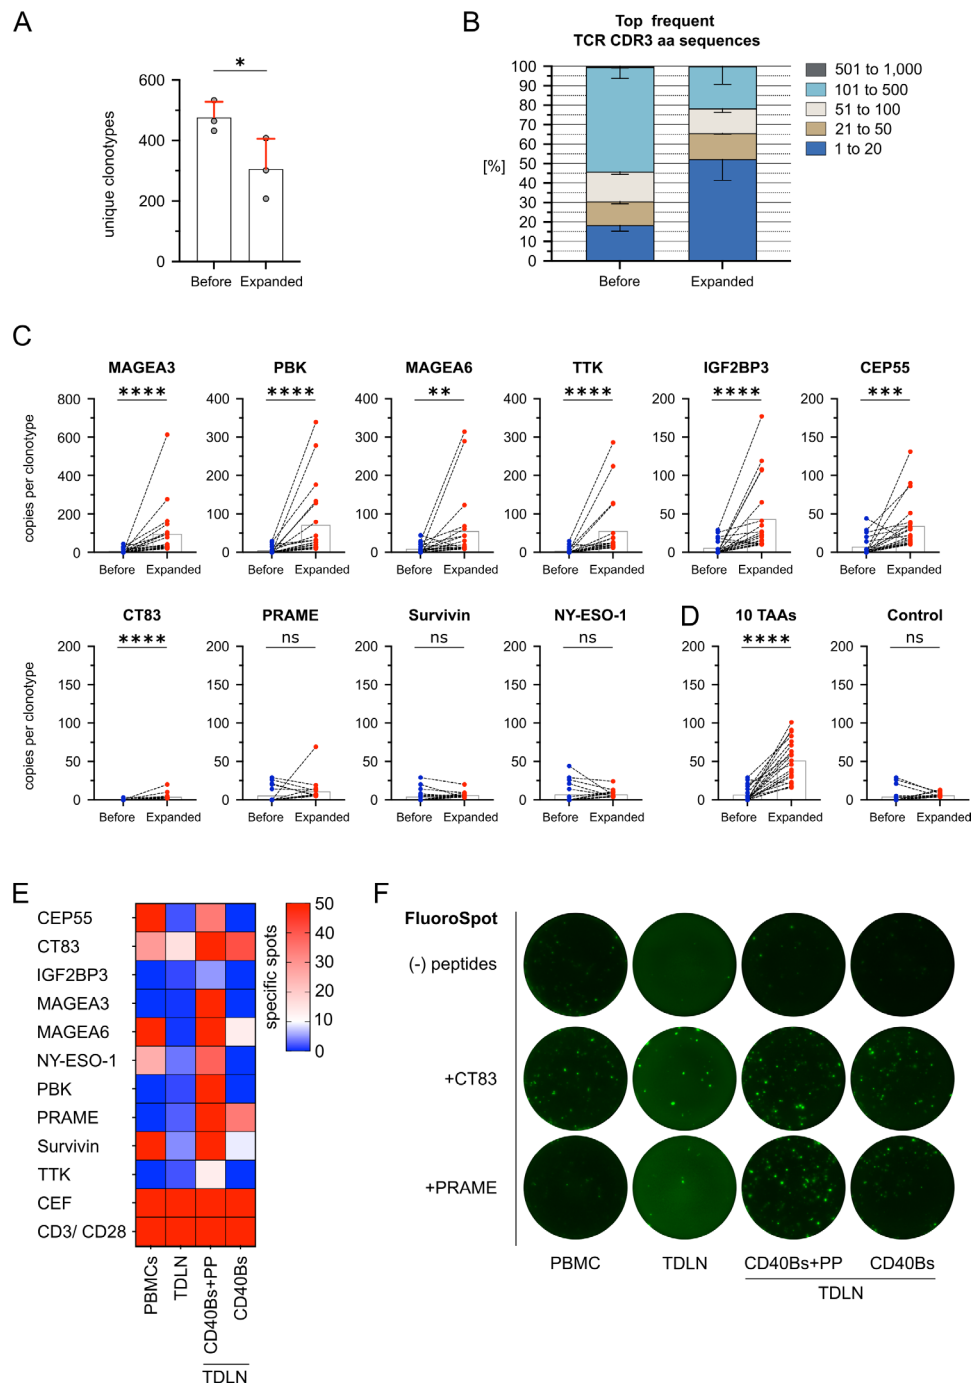 A
unique clonotypes
600
400
200
0
*
Before Expanded
B
Top frequent
TCR CDR3 aa sequences
[%]
100
90
80
70
60
50
40
30
20
10
0
Before Expanded
501 to 1,000
101 to 500
51 to 100
21 to 50
1 to 20
C
MAGEA3 PBK MAGEA6 TTK IGF2BP3 CEP55
**** **** ** **** **** ***
copies per clonotype
800
600
400
200
0
400
300
200
100
0
400
300
200
100
0
400
300
200
100
0
200
150
100
50
0
200
150
100
50
0
Before Expanded Before Expanded Before Expanded Before Expanded Before Expanded Before Expanded
CT83 PRAME Survivin NY-ESO-1
**** ns ns ns
copies per clonotype
200
150
100
50
0
200
150
100
50
0
200
150
100
50
0
200
150
100
50
0
Before Expanded Before Expanded Before Expanded Before Expanded
D
10 TAAs Control
**** ns
200
150
100
50
0
200
150
100
50
0
Before Expanded Before Expanded
E
CEP55
CT83
IGF2BP3
MAGEA3
MAGEA6
NY-ESO-1
PBK
PRAME
Survivin
TTK
CEF
CD3/ CD28
PBMCs
TDLN
CD40Bs+PP
CD40Bs
TDLN
specific spots
50
40
30
20
10
0
F
FluoroSpot
(-) peptides
+CT83
+PRAME
PBMC TDLN CD40Bs+PP CD40Bs
TDLN